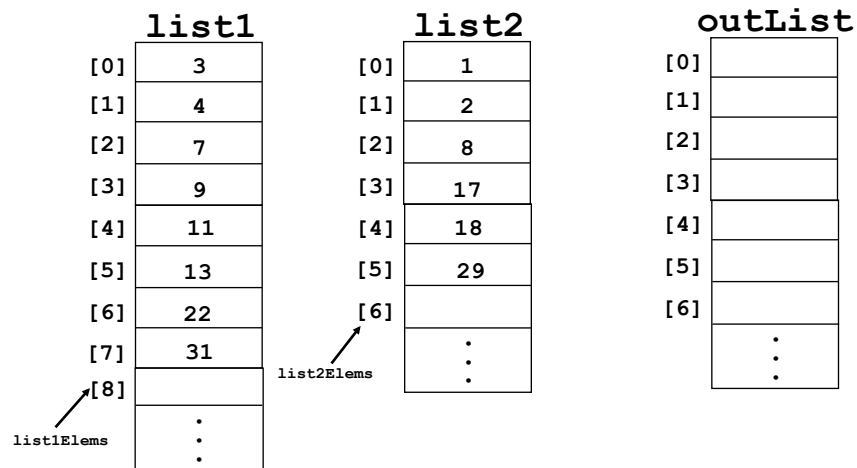 list1 list2 outList
[0] 3 [0] 1 [0]
[1] 4 [1] 2 [1]
[2] 7 [2] 8 [2]
[3] 9 [3] 17 [3]
[4] 11 [4] 18 [4]
[5] 13 [5] 29 [5]
[6] 22 [6] [6]
[7] 31
list2Elems
[8]
list1Elems